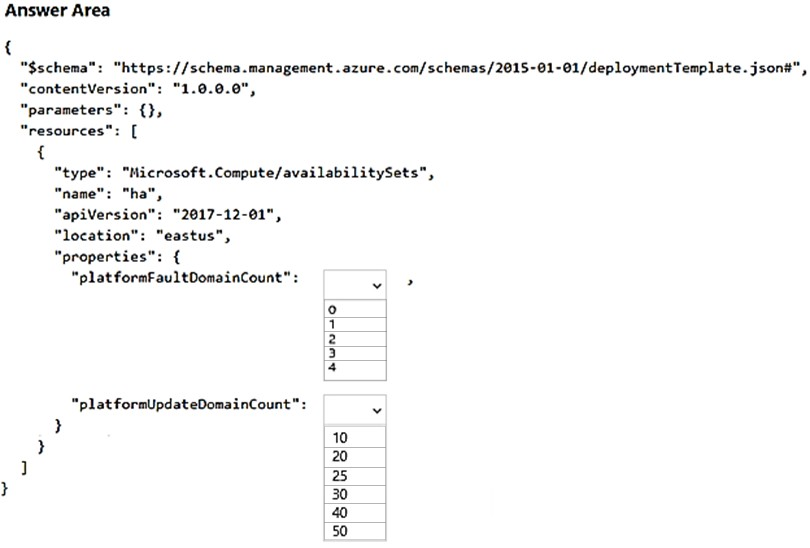 Answer Area
{
"$schema": "https://schema.management.azure.com/schemas/2015-01-01/deploymentTemplate.json#",
"contentVersion": "1.0.0.0",
"parameters": {},
"resources": [
{
"type": "Microsoft.Compute/availabilitySets",
"name": "ha",
"apiVersion": "2017-12-01",
"location": "eastus",
"properties": {
"platformFaultDomainCount": ,
0
1
2
3
4
"platformUpdateDomainCount":
}
10
}
20
]
25
}
30
40
50